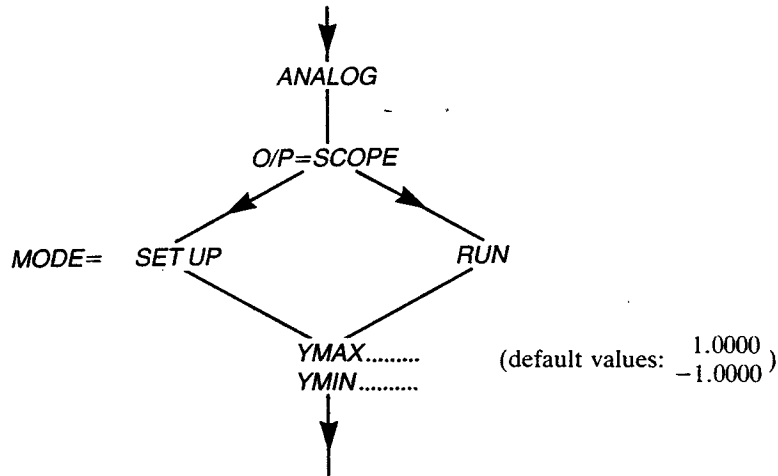 ANALOG
O/P=SCOPE
MODE= SET UP RUN
YMAX......... (default values: 1.0000
YMIN.......... -1.0000 )